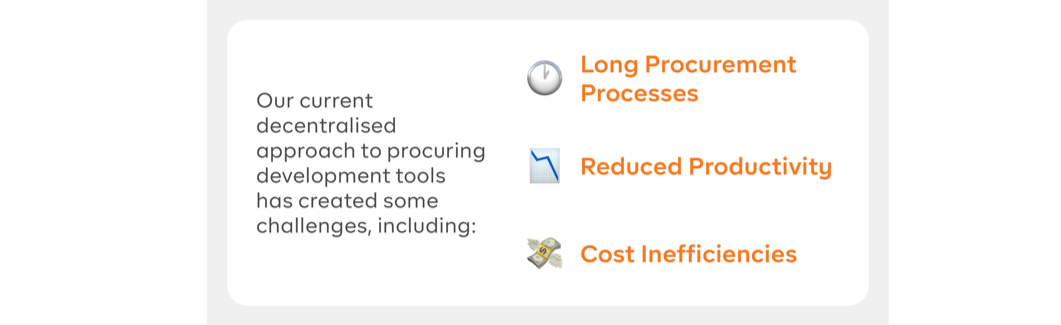 Our current
decentralised
approach to procuring
development tools
has created some
challenges, including:
Long Procurement
Processes
Reduced Productivity
Cost Inefficiencies